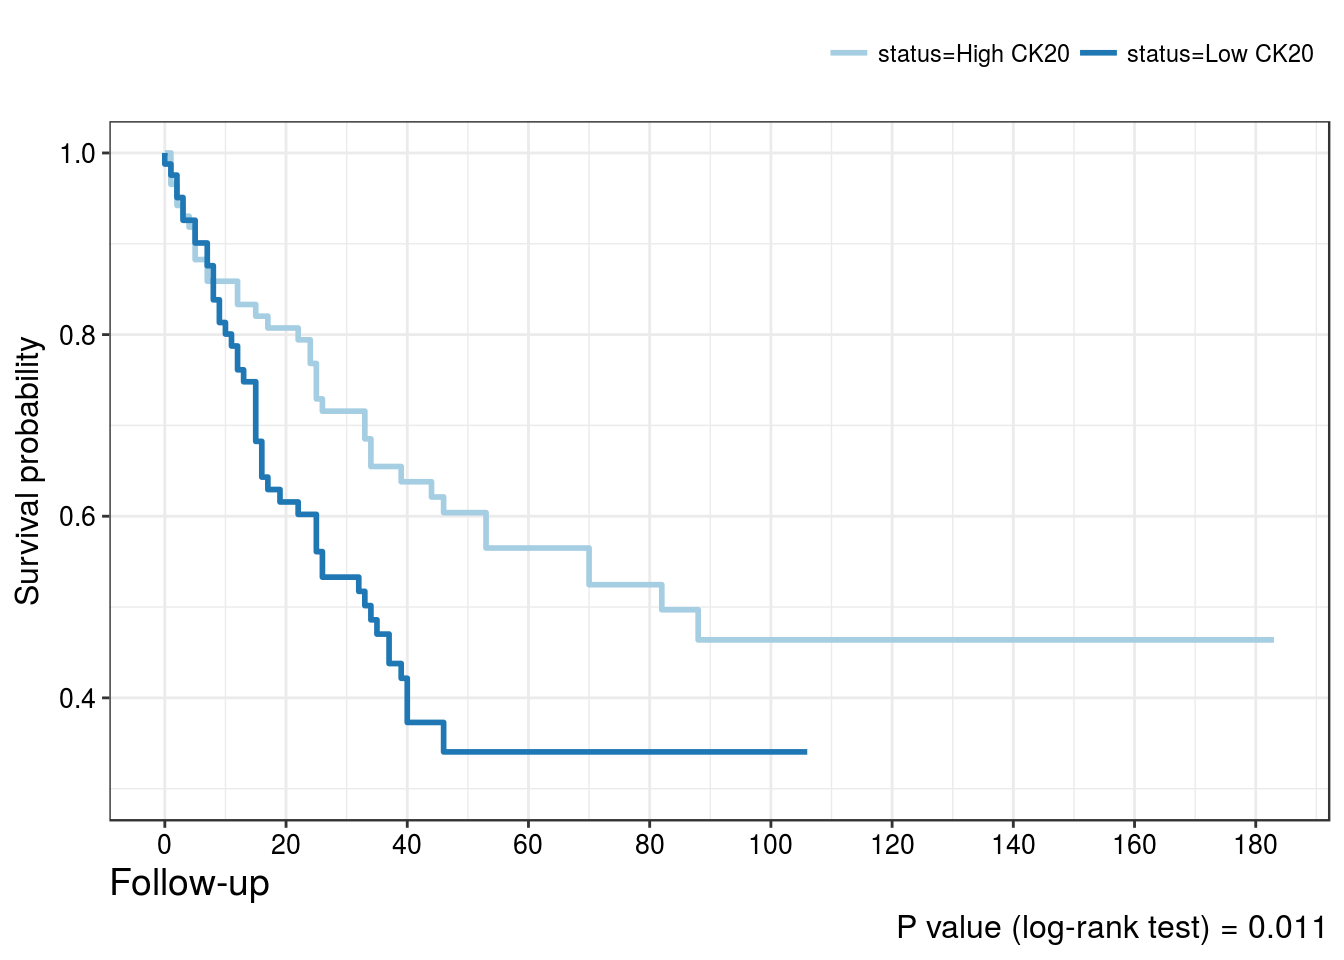 status=High CK20 status=Low CK20
1.0
0.8
0.6
0.4
Survival probability
0 20 40 60 80 100 120 140 160 180
Follow-up
P value (log-rank test) = 0.011